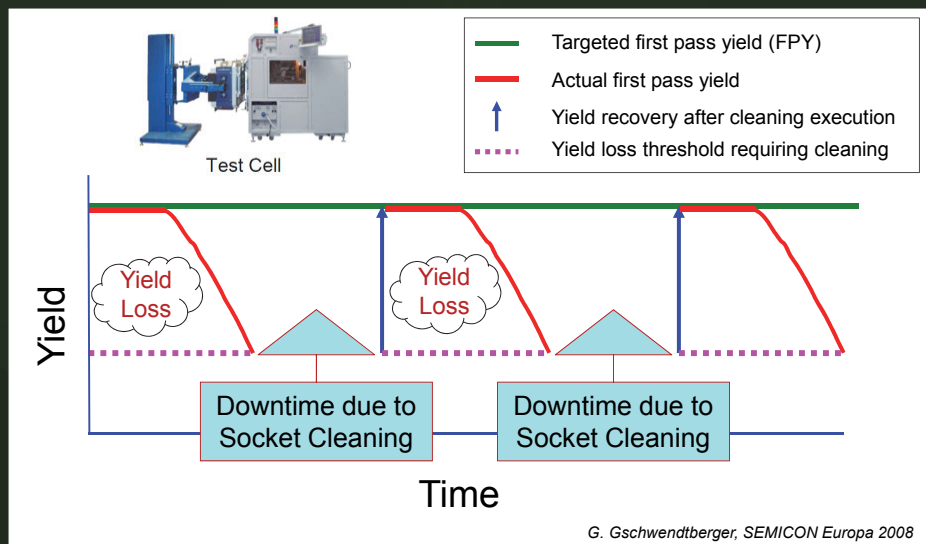 Test Cell
Targeted first pass yield (FPY)
Actual first pass yield
Yield recovery after cleaning execution
Yield loss threshold requiring cleaning
Yield
Yield
Loss
Yield
Loss
Downtime due to
Socket Cleaning
Downtime due to
Socket Cleaning
Time
G. Gschwendtberger, SEMICON Europa 2008